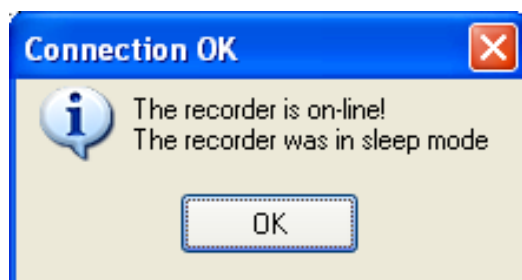 Connection OK
The recorder is on-line!
The recorder was in sleep mode
OK